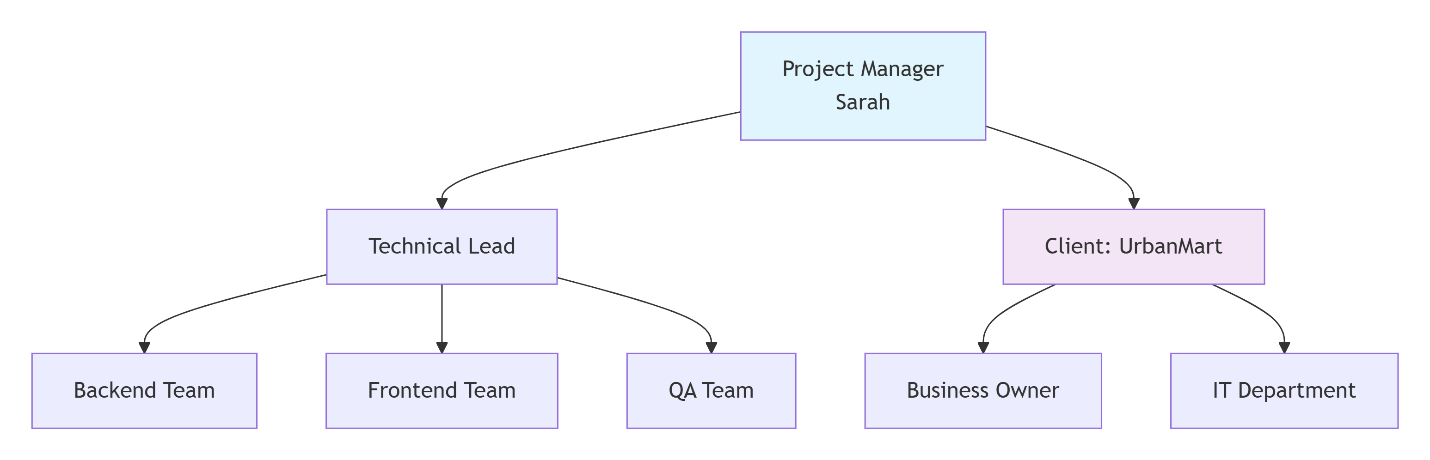 Project Manager
Sarah
Technical Lead
Client: UrbanMart
Backend Team
Frontend Team
QA Team
Business Owner
IT Department